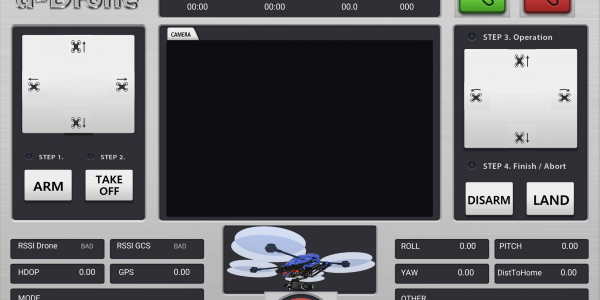 a-Drone
00:00 00:00 00.0 000
CAMERA
STEP 3. Operation
STEP 1. STEP 2.
STEP 4. Finish / Abort
ARM
TAKE
OFF
DISARM
LAND
RSSI Drone BAD
RSSI GCS BAD
ROLL 0.00
PITCH 0.00
HDOP 0.00
GPS 0.00
YAW 0.00
DistToHome 0.00
MODE
OTHER